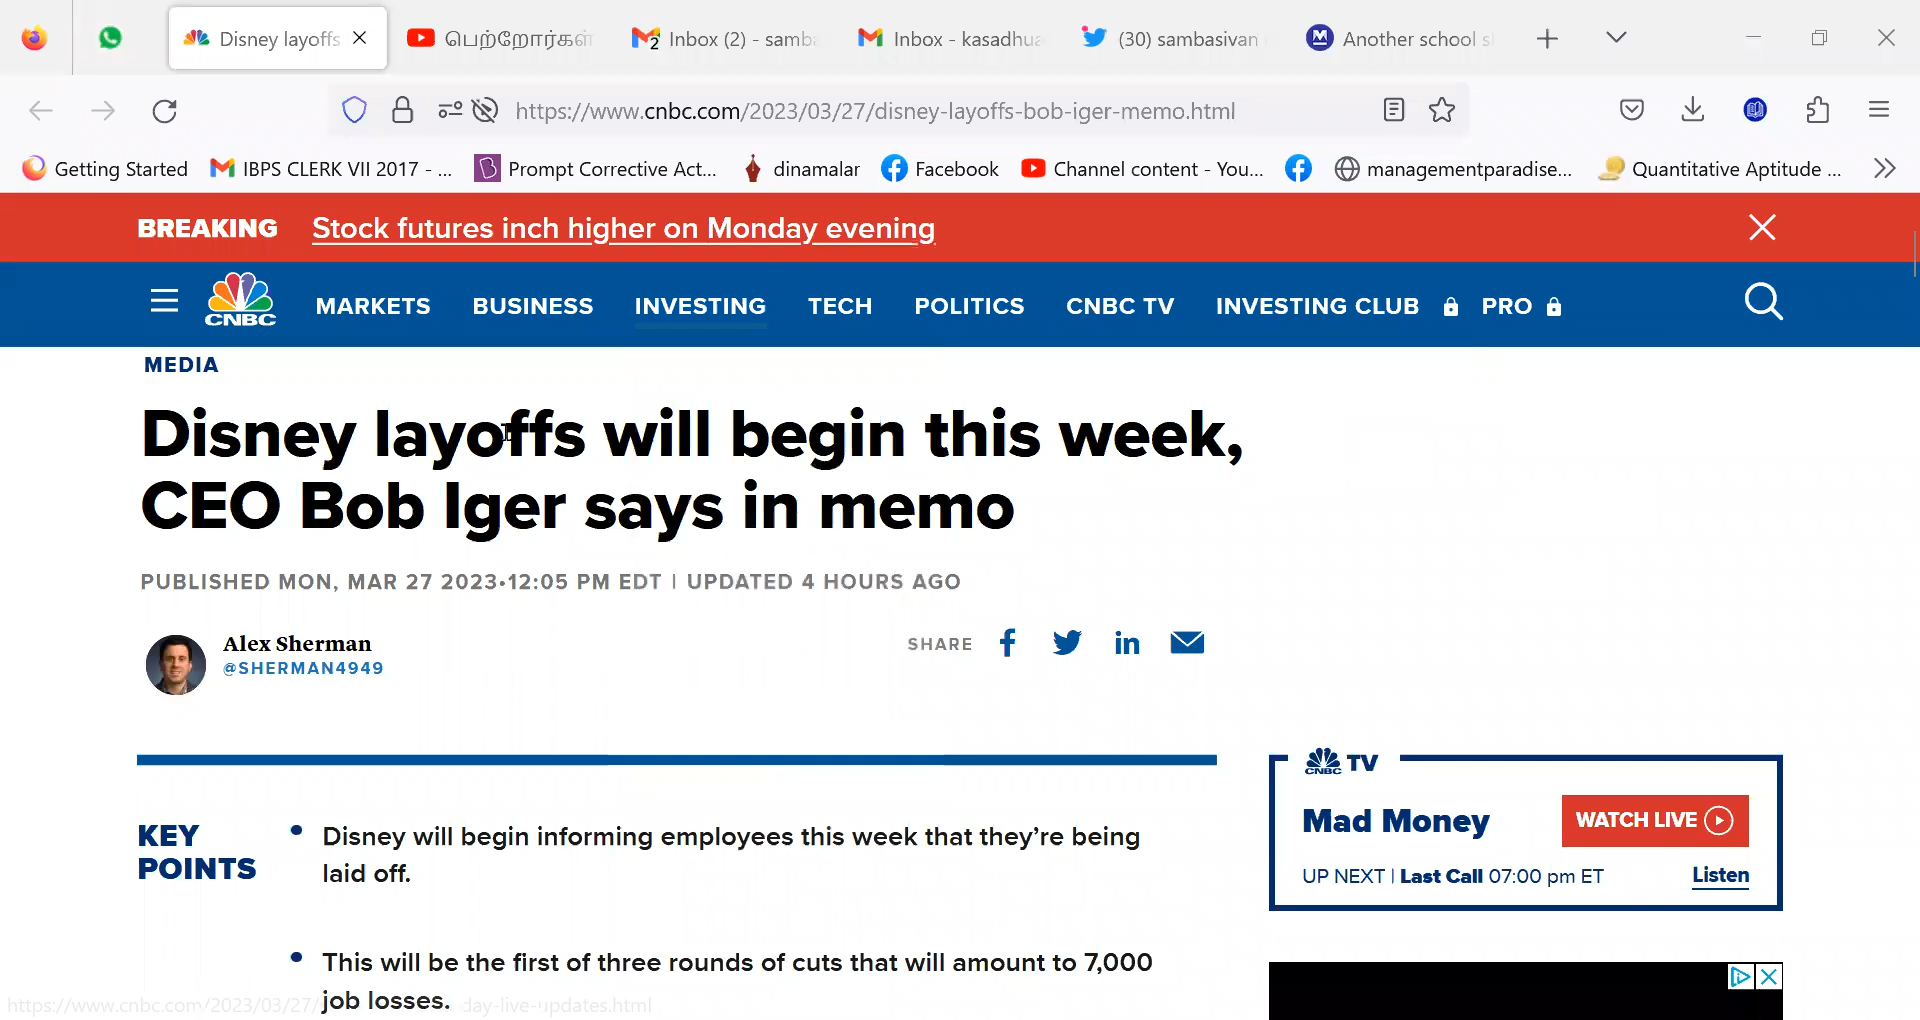 Disney layoffs
பெற்றோர்கள்
Inbox (2) - samba
Inbox - kasadhua
(30) sambasivan
Another school s
https://www.cnbc.com/2023/03/27/disney-layoffs-bob-iger-memo.html
Getting Started
IBPS CLERK VII 2017 - ...
Prompt Corrective Act...
dinamalar
Facebook
Channel content - You...
managementparadise...
Quantitative Aptitude ...
BREAKING
Stock futures inch higher on Monday evening
CNBC
MARKETS
BUSINESS
INVESTING
TECH
POLITICS
CNBC TV
INVESTING CLUB
PRO
MEDIA
Disney layoffs will begin this week,
CEO Bob Iger says in memo
PUBLISHED MON, MAR 27 2023•12:05 PM EDT | UPDATED 4 HOURS AGO
Alex Sherman
@SHERMAN4949
SHARE
KEY
POINTS
Disney will begin informing employees this week that they’re being
laid off.
This will be the first of three rounds of cuts that will amount to 7,000
job losses.
CNBC TV
Mad Money
WATCH LIVE
UP NEXT | Last Call 07:00 pm ET
Listen
https://www.cnbc.com/2023/03/27/
day-live-updates.html